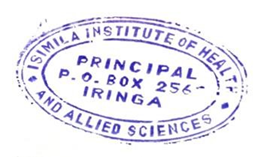 ISIMILA INSTITUTE OF HEALTH
PRINCIPAL
P.O. BOX 256-
IRINGA
AND ALLIED SCIENCES